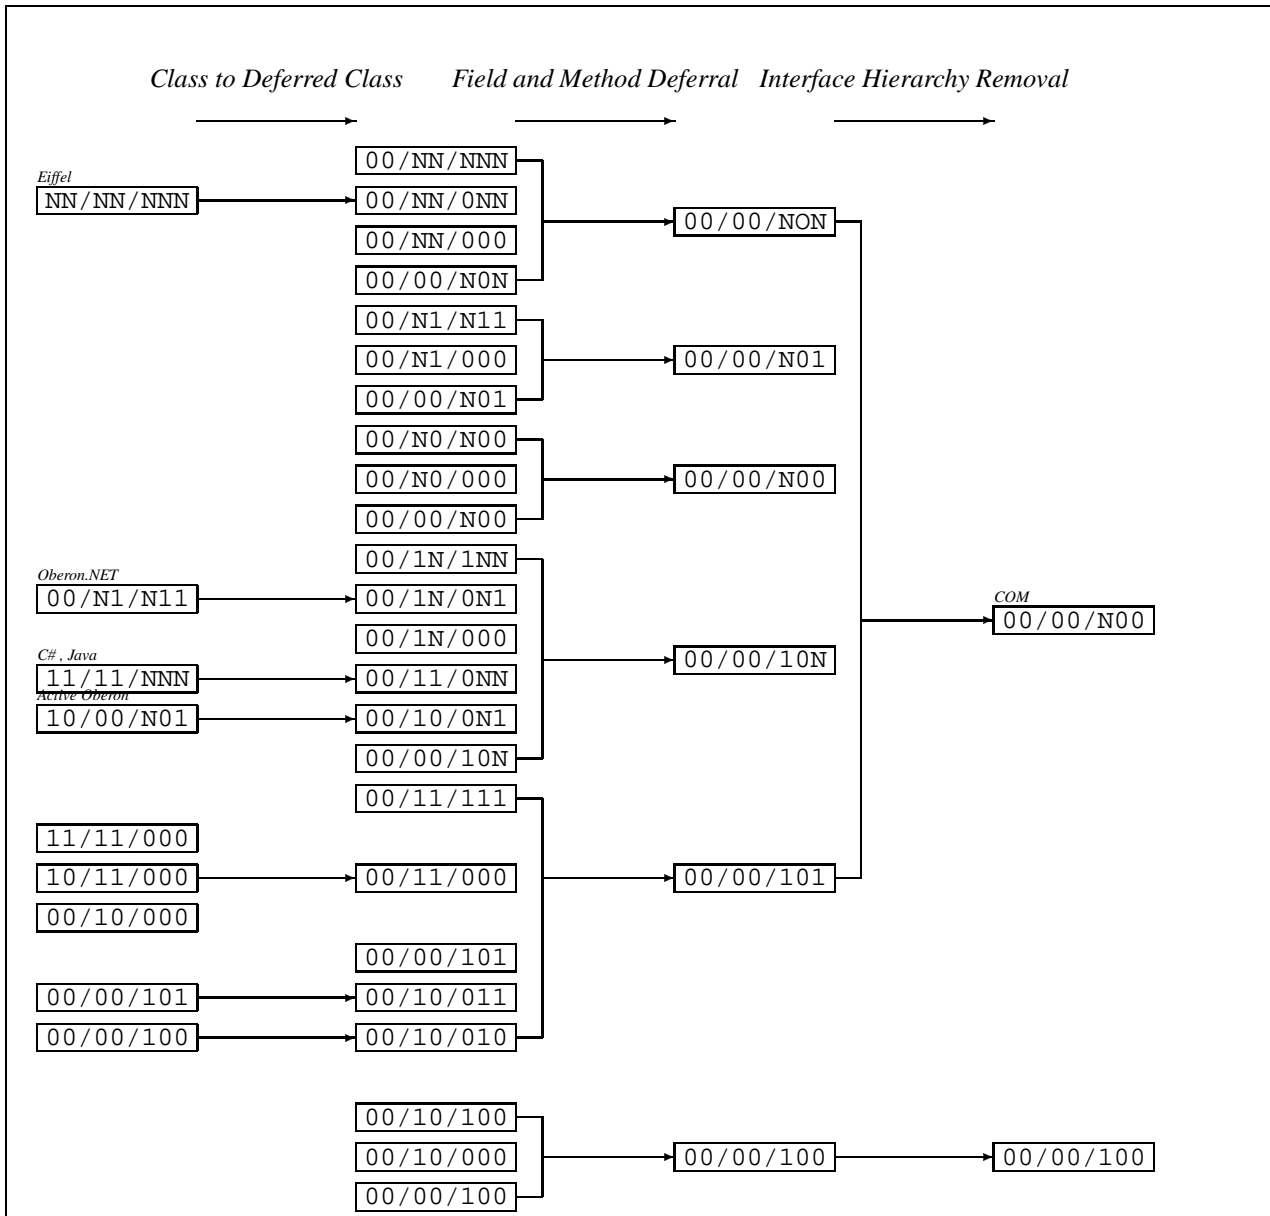 Class to Deferred Class Field and Method Deferral Interface Hierarchy Removal
00/NN/NNN
Eiffel
NN/NN/NNN 00/NN/0NN
00/00/NON
00/NN/000
00/00/N0N
00/N1/N11
00/N1/000 00/00/N01
00/00/N01
00/N0/N00
00/N0/000 00/00/N00
00/00/N00
00/1N/1NN
Oberon.NET
00/N1/N11 00/1N/0N1
COM
00/00/N00
00/1N/000
C# , Java
00/00/10N
11/11/NNN 00/11/0NN
Active Oberon
10/00/N01 00/10/0N1
00/00/10N
00/11/111
11/11/000
10/11/000 00/11/000 00/00/101
00/10/000
00/00/101
00/00/101 00/10/011
00/00/100 00/10/010
00/10/100
00/10/000 00/00/100 00/00/100
00/00/100